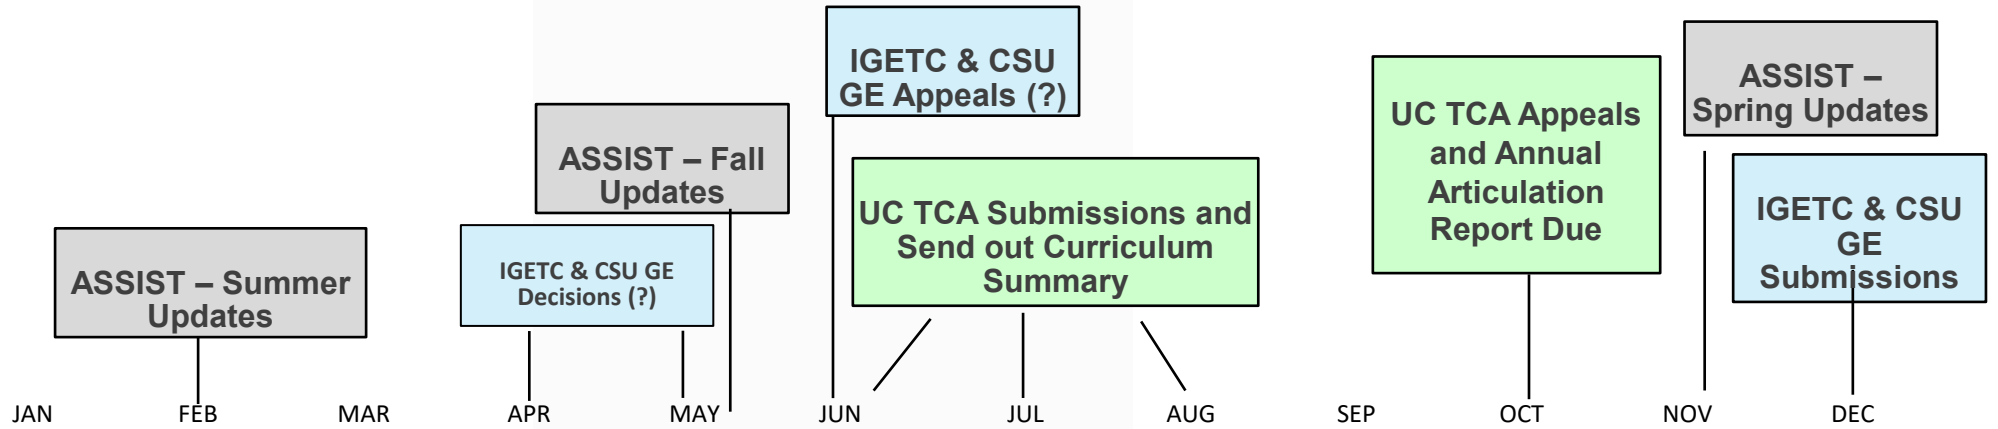 IGETC & CSU
GE Appeals (?)
ASSIST –
Spring Updates
UC TCA Appeals
and Annual
Articulation
Report Due
ASSIST – Fall
Updates
UC TCA Submissions and
Send out Curriculum
Summary
IGETC & CSU
GE
Submissions
ASSIST – Summer
Updates
IGETC & CSU GE
Decisions (?)
JAN FEB MAR APR MAY JUN JUL AUG SEP OCT NOV DEC